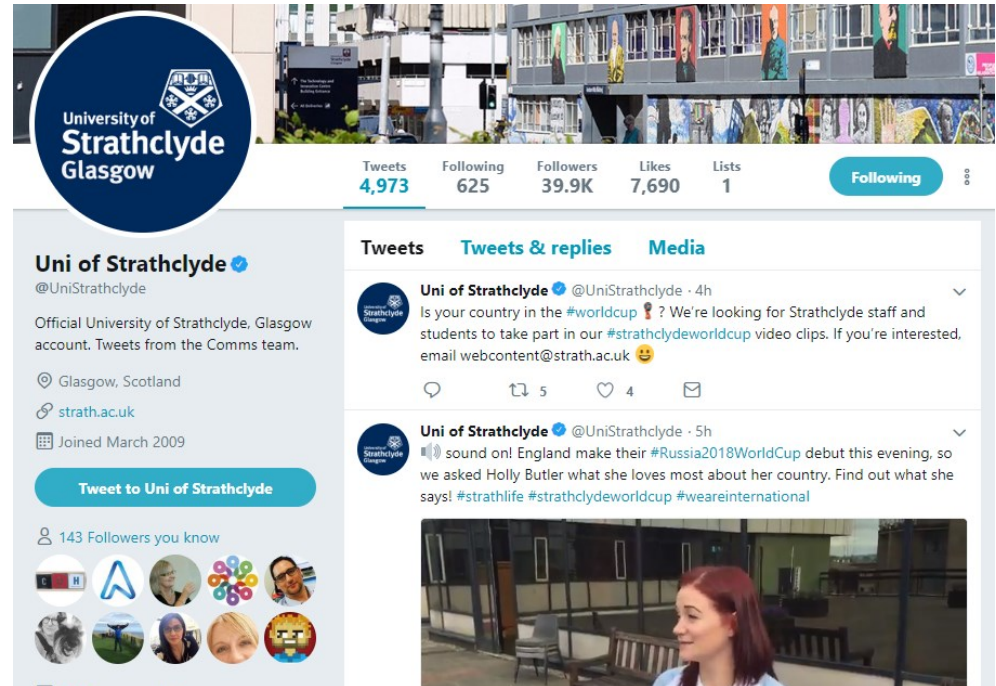 University of
Strathclyde
Glasgow
Tweets
4,973
Following
625
Followers
39.9K
Likes
7,690
Lists
1
Following
Uni of Strathclyde
@UniStrathclyde
Official University of Strathclyde, Glasgow
account. Tweets from the Comms team.
Glasgow, Scotland
strath.ac.uk
Joined March 2009
Tweet to Uni of Strathclyde
143 Followers you know
Tweets
Tweets & replies
Media
Uni of Strathclyde @UniStrathclyde · 4h
Is your country in the #worldcup ? We're looking for Strathclyde staff and
students to take part in our #strathclydeworldcup video clips. If you're interested,
email webcontent@strath.ac.uk 😀
5
4
Uni of Strathclyde @UniStrathclyde · 5h
🔊 sound on! England make their #Russia2018WorldCup debut this evening, so
we asked Holly Butler what she loves most about her country. Find out what she
says! #strathlife #strathclydeworldcup #weareinternational